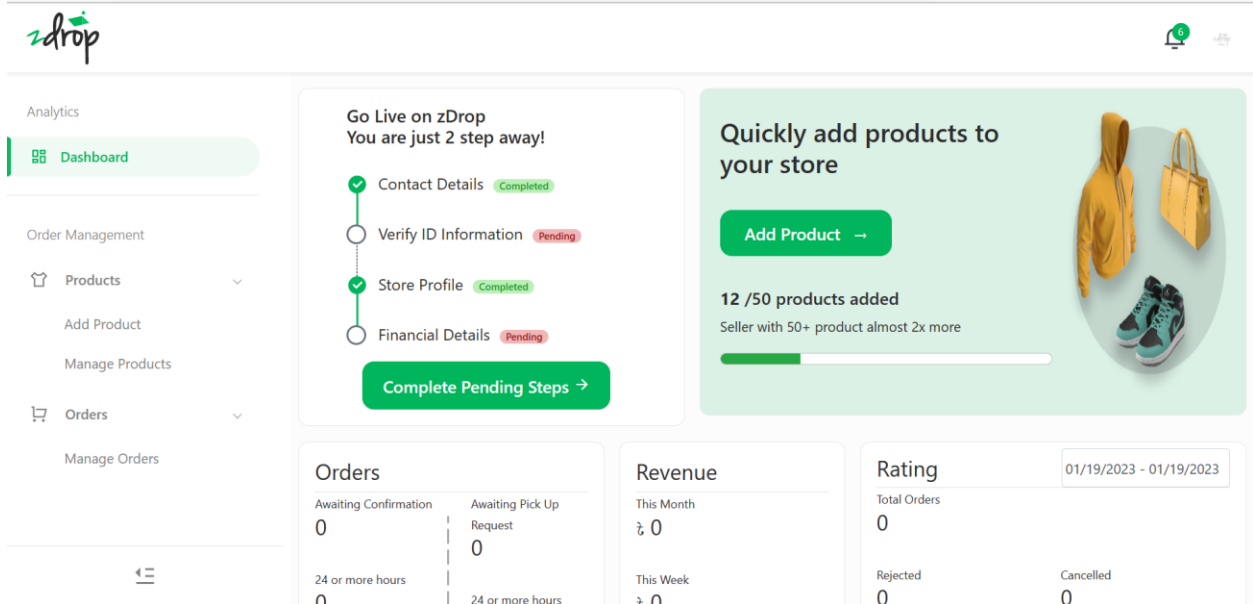 zdrop
6
Analytics
Dashboard
Order Management
Products
Add Product
Manage Products
Orders
Manage Orders
Go Live on zDrop
You are just 2 step away!
Contact Details Completed
Verify ID Information Pending
Store Profile Completed
Financial Details Pending
Complete Pending Steps →
Quickly add products to
your store
Add Product →
12 /50 products added
Seller with 50+ product almost 2x more
Orders
Awaiting Confirmation
0
24 or more hours
0
Awaiting Pick Up
Request
0
24 or more hours
Revenue
This Month
৳ 0
This Week
৳ 0
Rating
01/19/2023 - 01/19/2023
Total Orders
0
Rejected
0
Cancelled
0